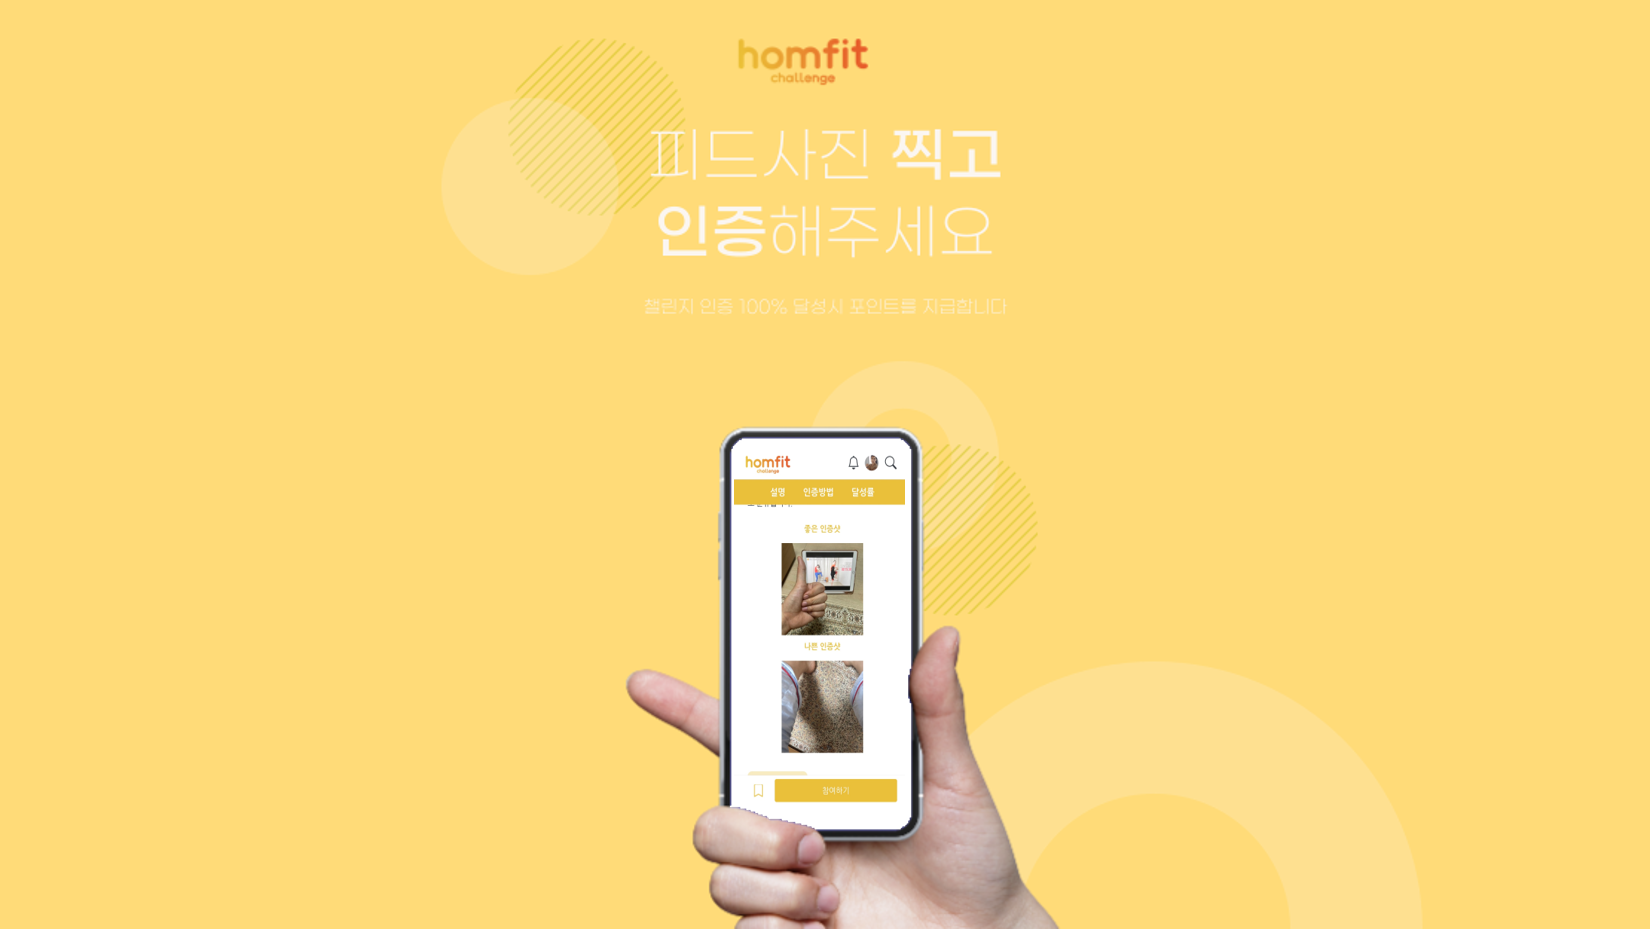 homfit
challenge
피드사진 찍고
인증해주세요
챌린지 인증 100% 달성시 포인트를 지급합니다
homfit
challenge
설명 인증방법 달성률
좋은 인증샷
나쁜 인증샷
참여하기